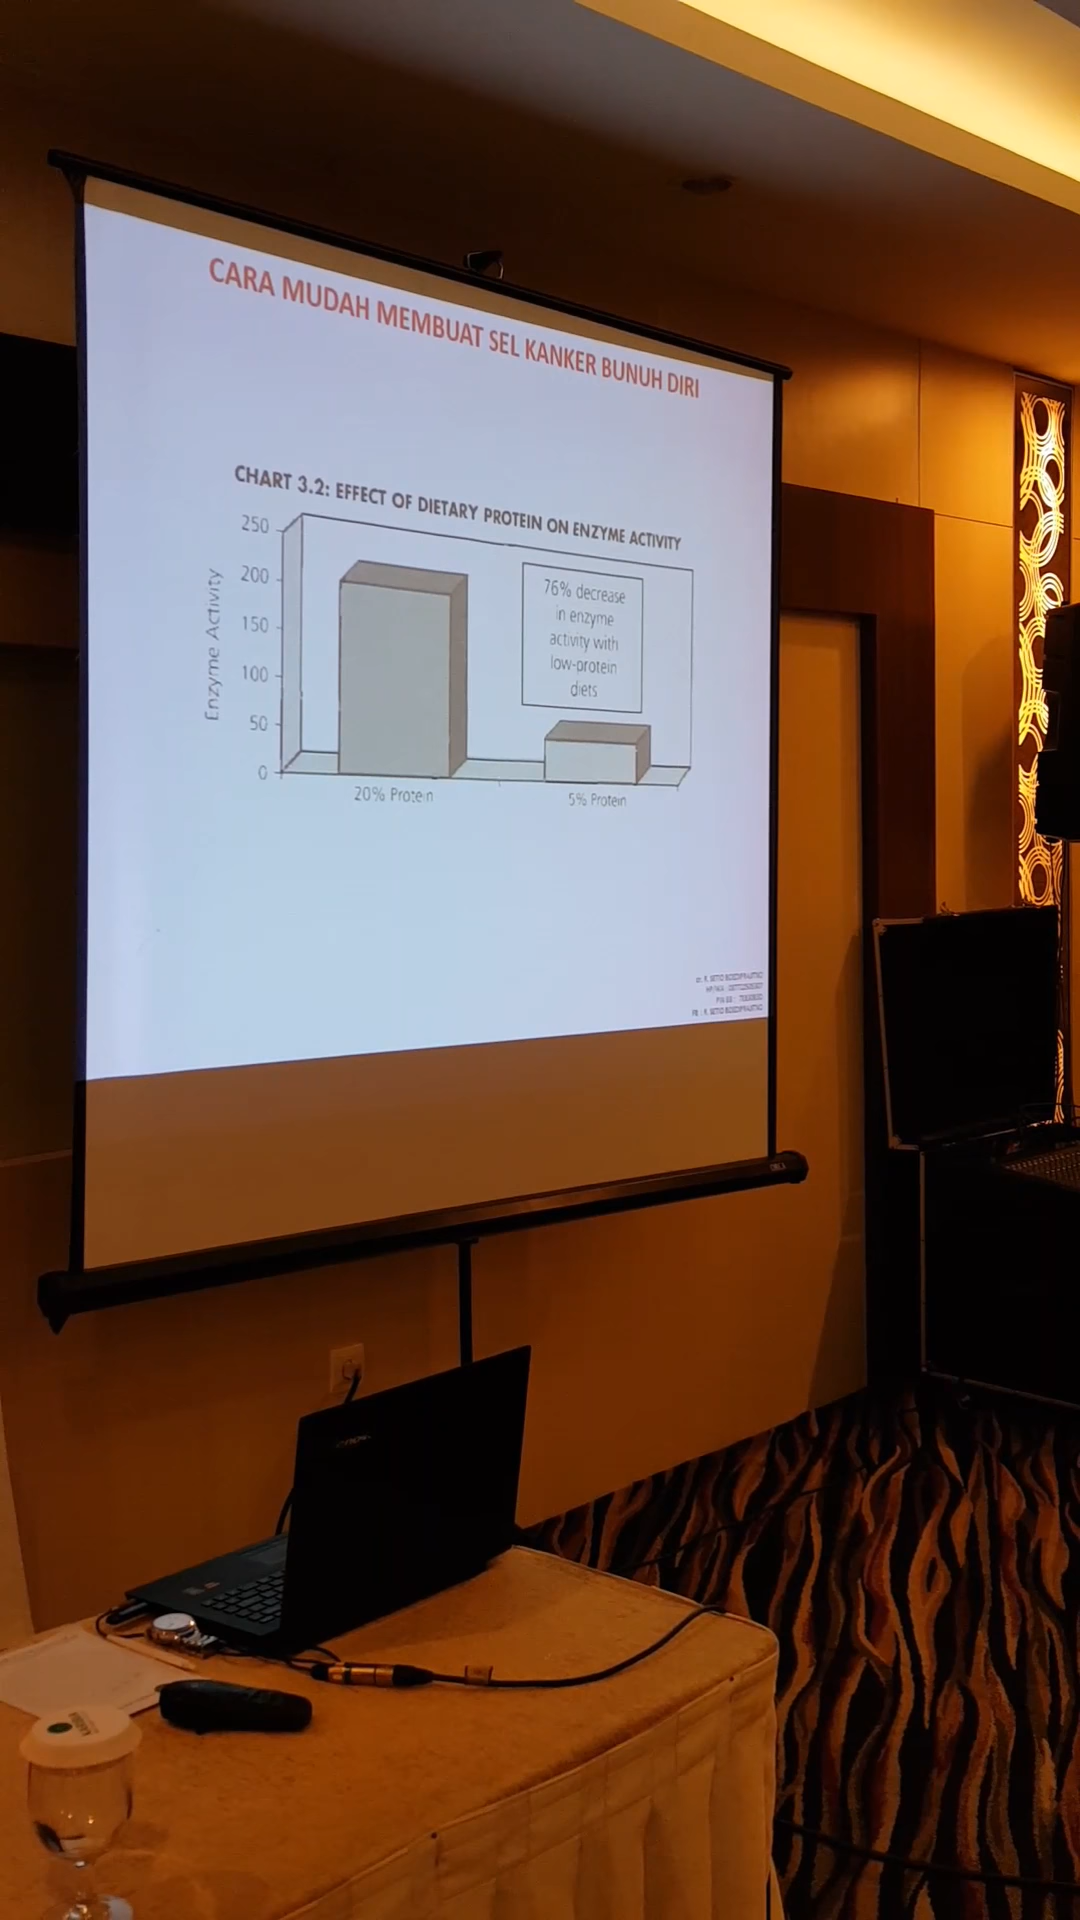 CARA MUDAH MEMBUAT SEL KANKER BUNUH DIRI
CHART 3.2: EFFECT OF DIETARY PROTEIN ON ENZYME ACTIVITY
Enzyme Activity
250
200
150
100
50
0
76% decrease
in enzyme
activity with
low-protein
diets
20% Protein
5% Protein